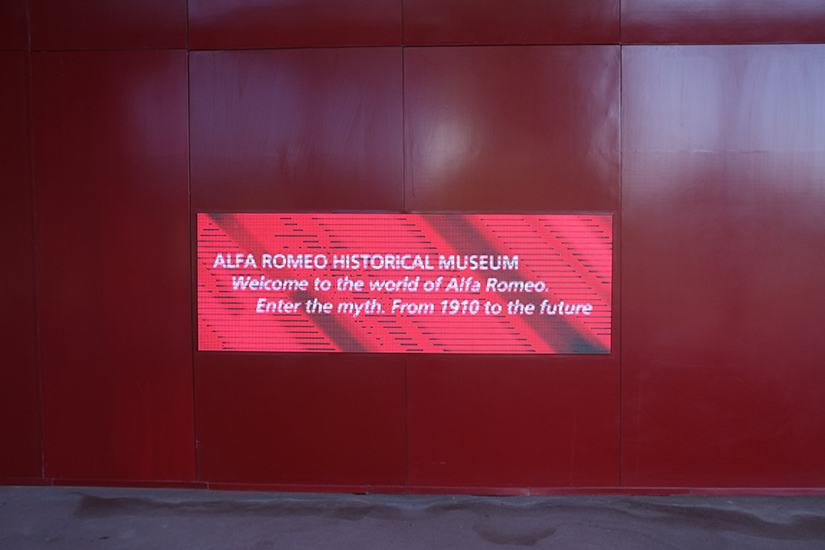 ALFA ROMEO HISTORICAL MUSEUM
Welcome to the world of Alfa Romeo.
Enter the myth. From 1910 to the future